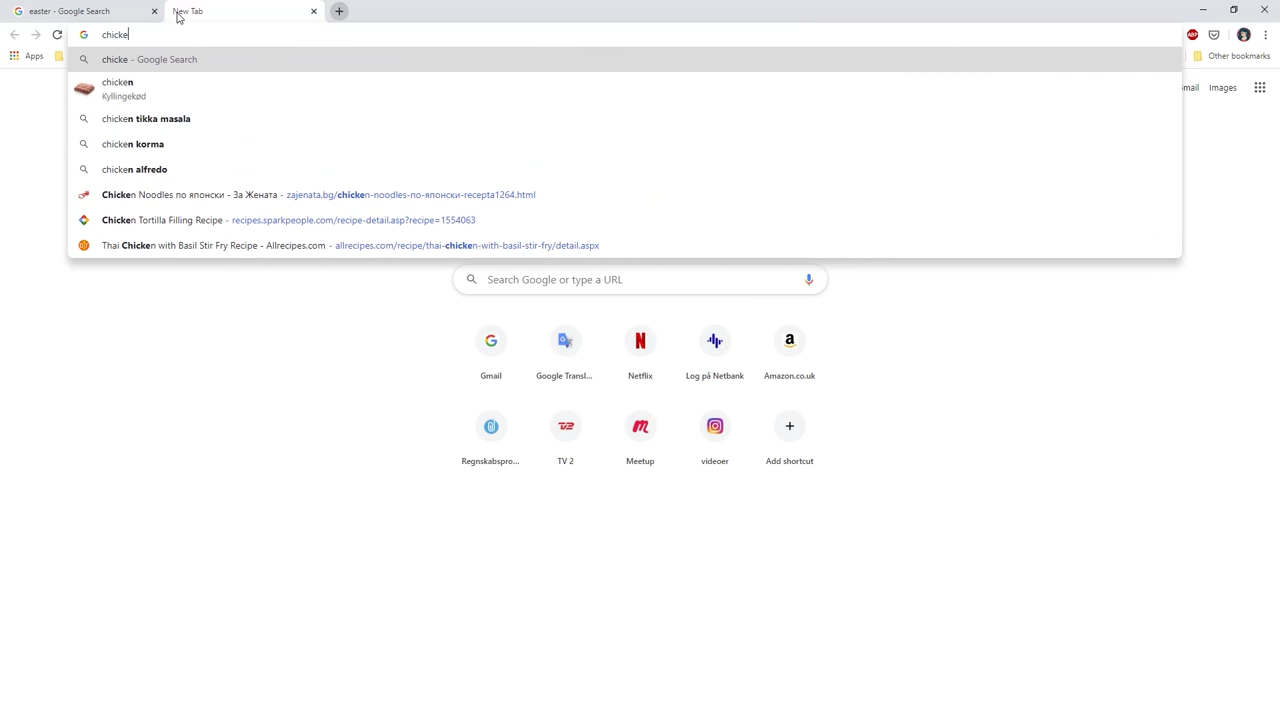 easter - Google Search
New Tab
chicke
Apps
Other bookmarks
chicke - Google Search
chicken
Kyllingekød
chicken tikka masala
chicken korma
chicken alfredo
Chicken Noodles по японски - За Жената - zajenata.bg/chicken-noodles-по-японски-recepta1264.html
Chicken Tortilla Filling Recipe - recipes.sparkpeople.com/recipe-detail.asp?recipe=1554063
Thai Chicken with Basil Stir Fry Recipe - Allrecipes.com - allrecipes.com/recipe/thai-chicken-with-basil-stir-fry/detail.aspx
mail Images
Search Google or type a URL
Gmail Google Transl... Netflix Log på Netbank Amazon.co.uk
Regnskabspro... TV 2 Meetup videoer Add shortcut